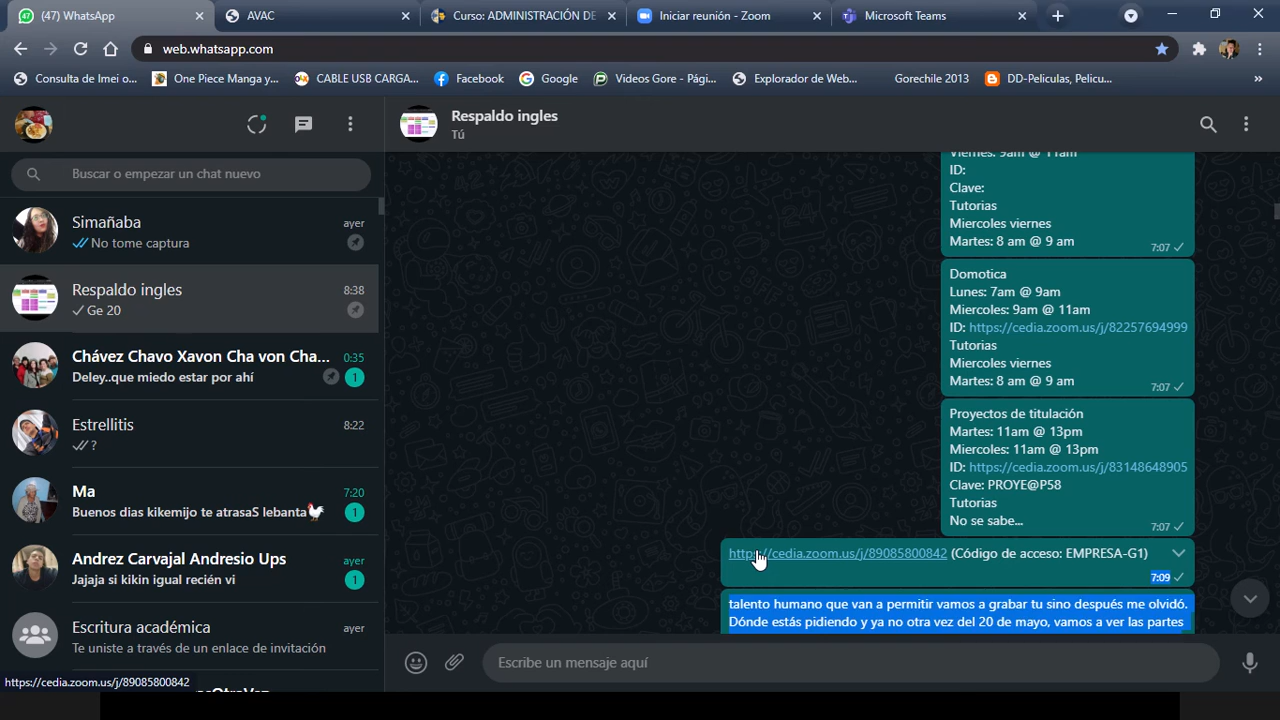 (47) WhatsApp
AVAC
Curso: ADMINISTRACIÓN DE
Iniciar reunión - Zoom
Microsoft Teams
web.whatsapp.com
Consulta de Imei o...
One Piece Manga y...
CABLE USB CARGA...
Facebook
Google
Videos Gore - Pági...
Explorador de Web...
Gorechile 2013
DD-Peliculas, Pelicu...
»
Respaldo ingles
Tú
Buscar o empezar un chat nuevo
Simañaba
ayer
No tome captura
Respaldo ingles
8:38
Ge 20
Chávez Chavo Xavon Cha von Cha...
0:35
Deley..que miedo estar por ahí
1
Estrellitis
8:22
?
Ma
7:20
Buenos dias kikemijo te atrasaS lebanta
1
Andrez Carvajal Andresio Ups
ayer
Jajaja si kikin igual recién vi
1
Escritura académica
ayer
Te uniste a través de un enlace de invitación
Viernes: 9am @ 11am
ID:
Clave:
Tutorias
Miercoles viernes
Martes: 8 am @ 9 am
7:07
Domotica
Lunes: 7am @ 9am
Miercoles: 9am @ 11am
ID: https://cedia.zoom.us/j/82257694999
Tutorias
Miercoles viernes
Martes: 8 am @ 9 am
7:07
Proyectos de titulación
Martes: 11am @ 13pm
Miercoles: 11am @ 13pm
ID: https://cedia.zoom.us/j/83148648905
Clave: PROYE@P58
Tutorias
No se sabe...
7:07
https://cedia.zoom.us/j/89085800842 (Código de acceso: EMPRESA-G1)
7:09
talento humano que van a permitir vamos a grabar tu sino después me olvidó.
Dónde estás pidiendo y ya no otra vez del 20 de mayo, vamos a ver las partes
Escribe un mensaje aquí
https://cedia.zoom.us/j/89085800842